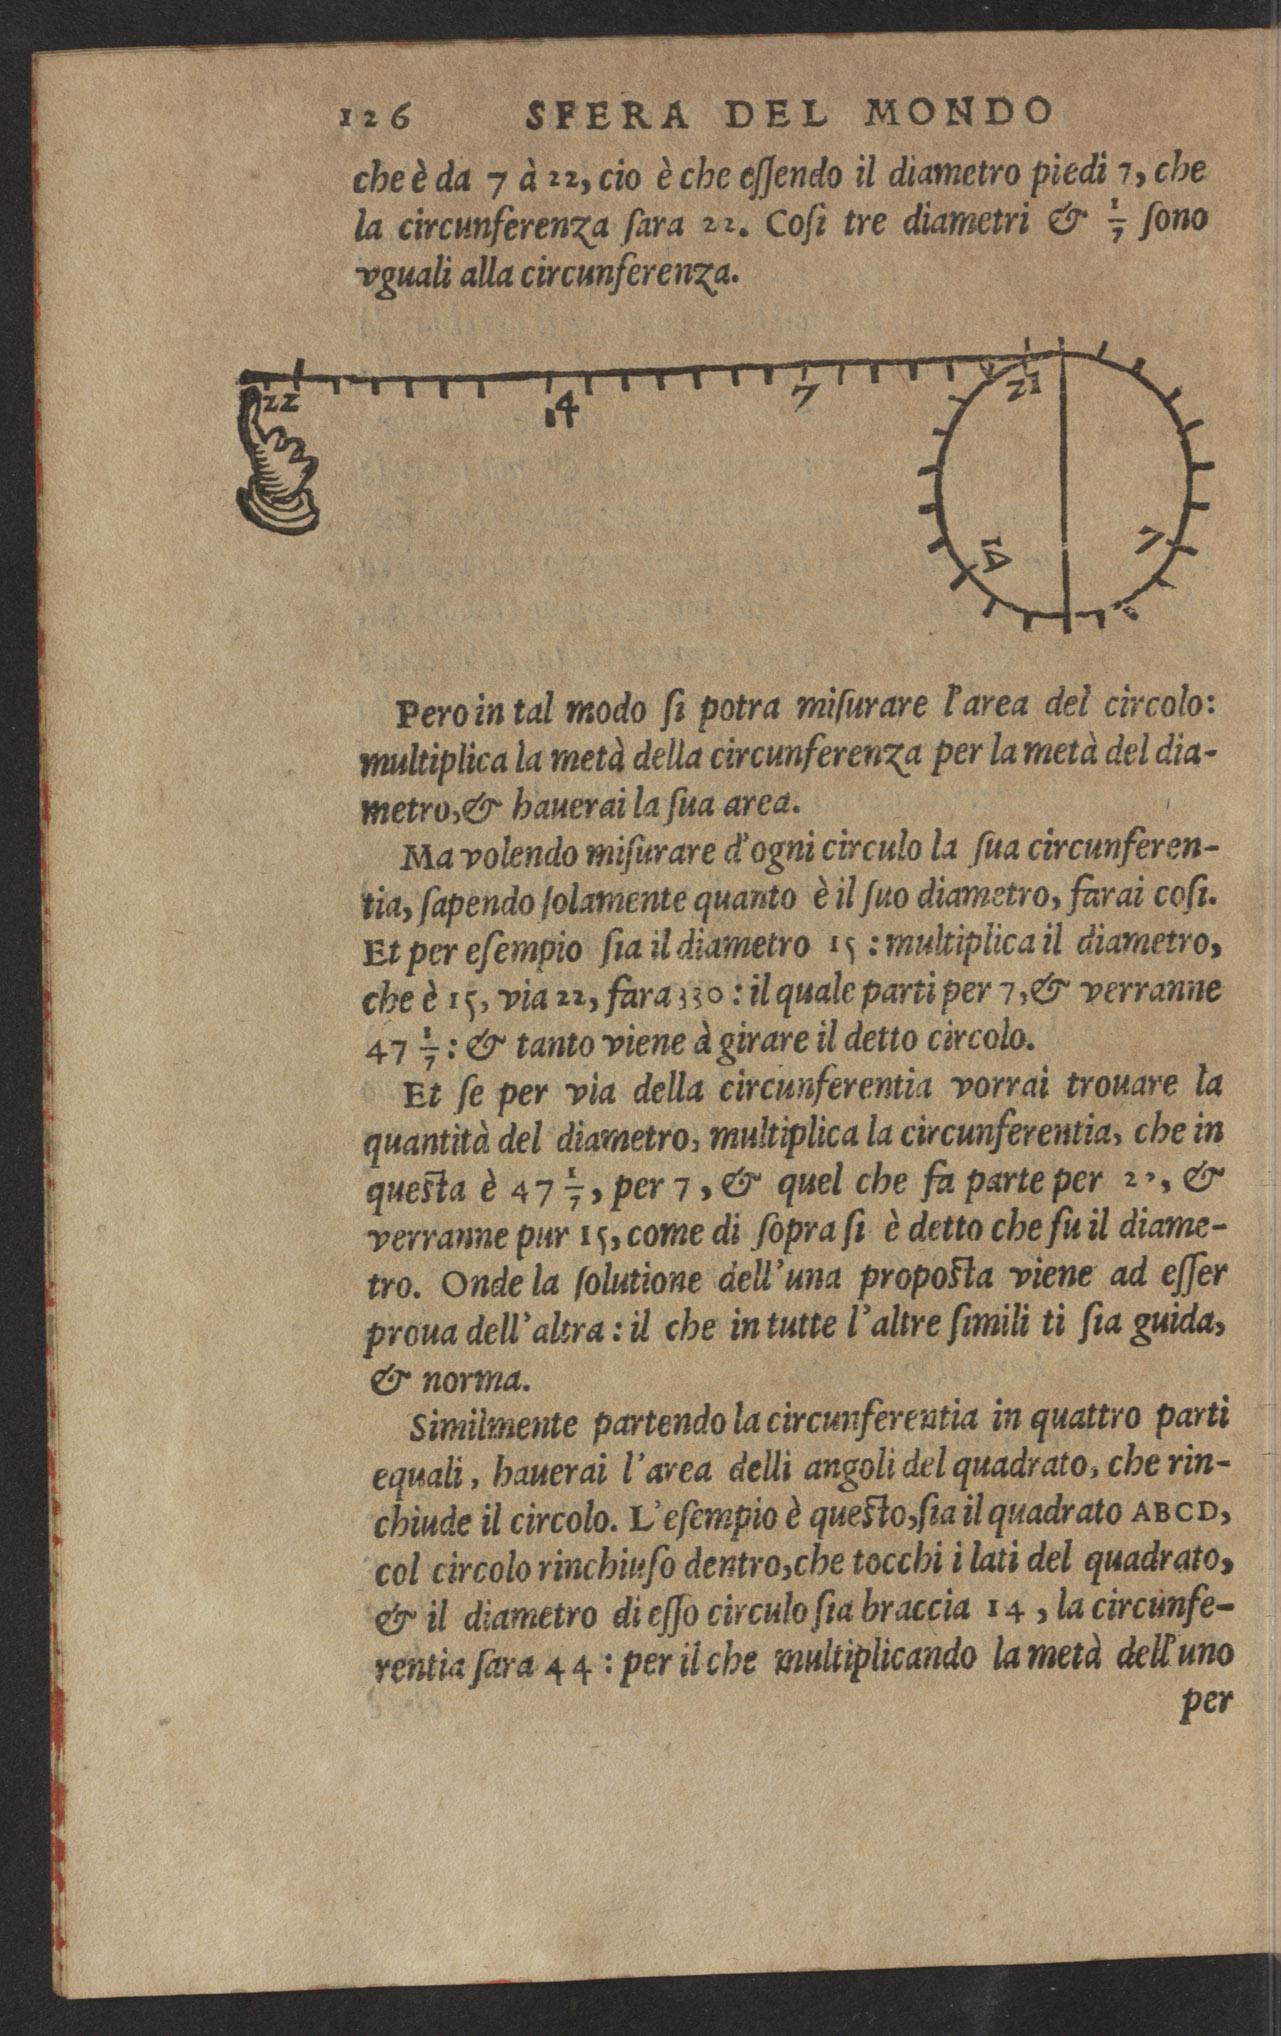 126 SFERA DEL MONDO
che è da 7 à 22, cio è che eſſendo il diametro piedi 7, che
la circunferenza ſara 22. Coſi tre diametri & 1/7 ſono
vguali alla circunferenza.
22
14
7
21
14
7
Pero in tal modo ſi potra miſurare l'area del circolo:
multiplica la metà della circunferenza per la metà del dia-
metro, & hauerai la ſua area.
Ma volendo miſurare d'ogni circulo la ſua circunferen-
tia, ſapendo ſolamente quanto è il ſuo diametro, farai coſi.
Et per eſempio ſia il diametro 15 : multiplica il diametro,
che è 15, via 22, fara 330 : il quale parti per 7, & verranne
47 1/7 : & tanto viene à girare il detto circolo.
Et ſe per via della circunferentia vorrai trouare la
quantità del diametro, multiplica la circunferentia, che in
queſta è 47 1/7, per 7, & quel che fa parte per 22, &
verranne pur 15, come di ſopra ſi è detto che fu il diame-
tro. Onde la ſolutione dell'una propoſta viene ad eſſer
proua dell'altra : il che in tutte l'altre ſimili ti ſia guida,
& norma.
Similmente partendo la circunferentia in quattro parti
equali, hauerai l'area delli angoli del quadrato, che rin-
chiude il circolo. L'eſempio è queſto, ſia il quadrato ABCD,
col circolo rinchiuſo dentro, che tocchi i lati del quadrato,
& il diametro di eſſo circulo ſia braccia 14, la circunfe-
rentia ſara 44 : per il che multiplicando la metà dell'uno
per